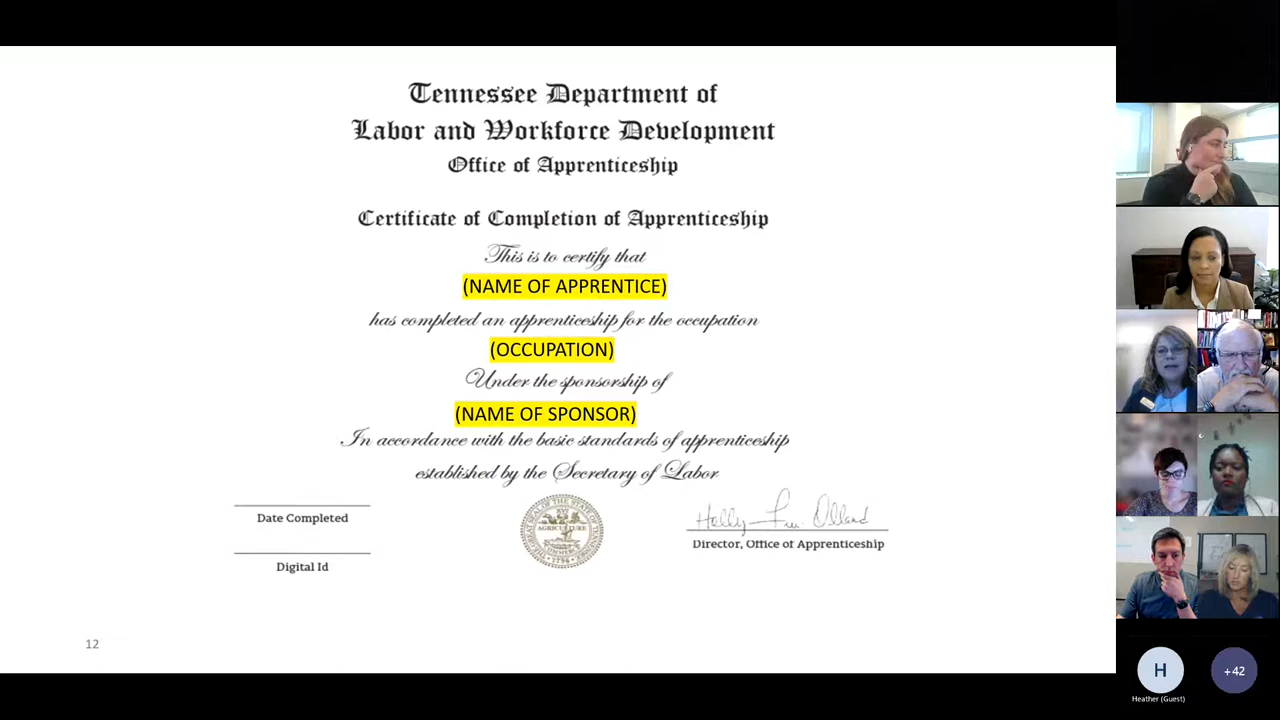 Tennessee Department of
Labor and Workforce Development
Office of Apprenticeship
Certificate of Completion of Apprenticeship
This is to certify that
(NAME OF APPRENTICE)
has completed an apprenticeship for the occupation
(OCCUPATION)
Under the sponsorship of
(NAME OF SPONSOR)
In accordance with the basic standards of apprenticeship
established by the Secretary of Labor
Date Completed
Digital Id
AGRICULTURE
COMMERCE
1796
Director, Office of Apprenticeship
12
H
+42
Heather (Guest)